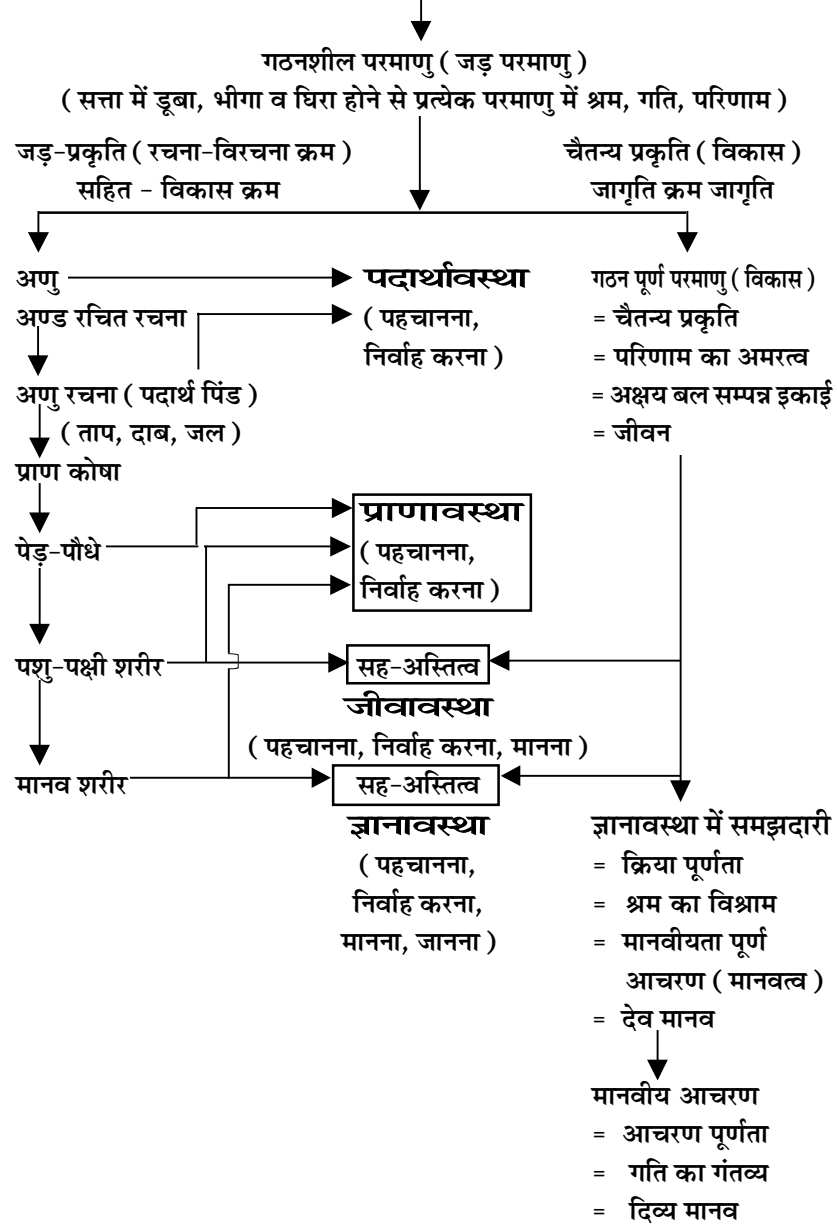 गठनशील परमाणु ( जड़ परमाणु )
( सत्ता में डूबा, भीगा व घिरा होने से प्रत्येक परमाणु में श्रम, गति, परिणाम )
जड़-प्रकृति ( रचना-विरचना क्रम )
सहित - विकास क्रम
चैतन्य प्रकृति ( विकास )
जागृति क्रम जागृति
अणु
अण्ड रचित रचना
अणु रचना ( पदार्थ पिंड )
( ताप, दाब, जल )
प्राण कोषा
पेड़-पौधे
पशु-पक्षी शरीर
मानव शरीर
पदार्थावस्था
( पहचानना,
निर्वाह करना )
प्राणावस्था
( पहचानना,
निर्वाह करना )
सह-अस्तित्व
जीवावस्था
( पहचानना, निर्वाह करना, मानना )
सह-अस्तित्व
ज्ञानावस्था
( पहचानना,
निर्वाह करना,
मानना, जानना )
गठन पूर्ण परमाणु ( विकास )
= चैतन्य प्रकृति
= परिणाम का अमरत्व
= अक्षय बल सम्पन्न इकाई
= जीवन
ज्ञानावस्था में समझदारी
= क्रिया पूर्णता
= श्रम का विश्राम
= मानवीयता पूर्ण
आचरण ( मानवत्व )
= देव मानव
मानवीय आचरण
= आचरण पूर्णता
= गति का गंतव्य
= दिव्य मानव